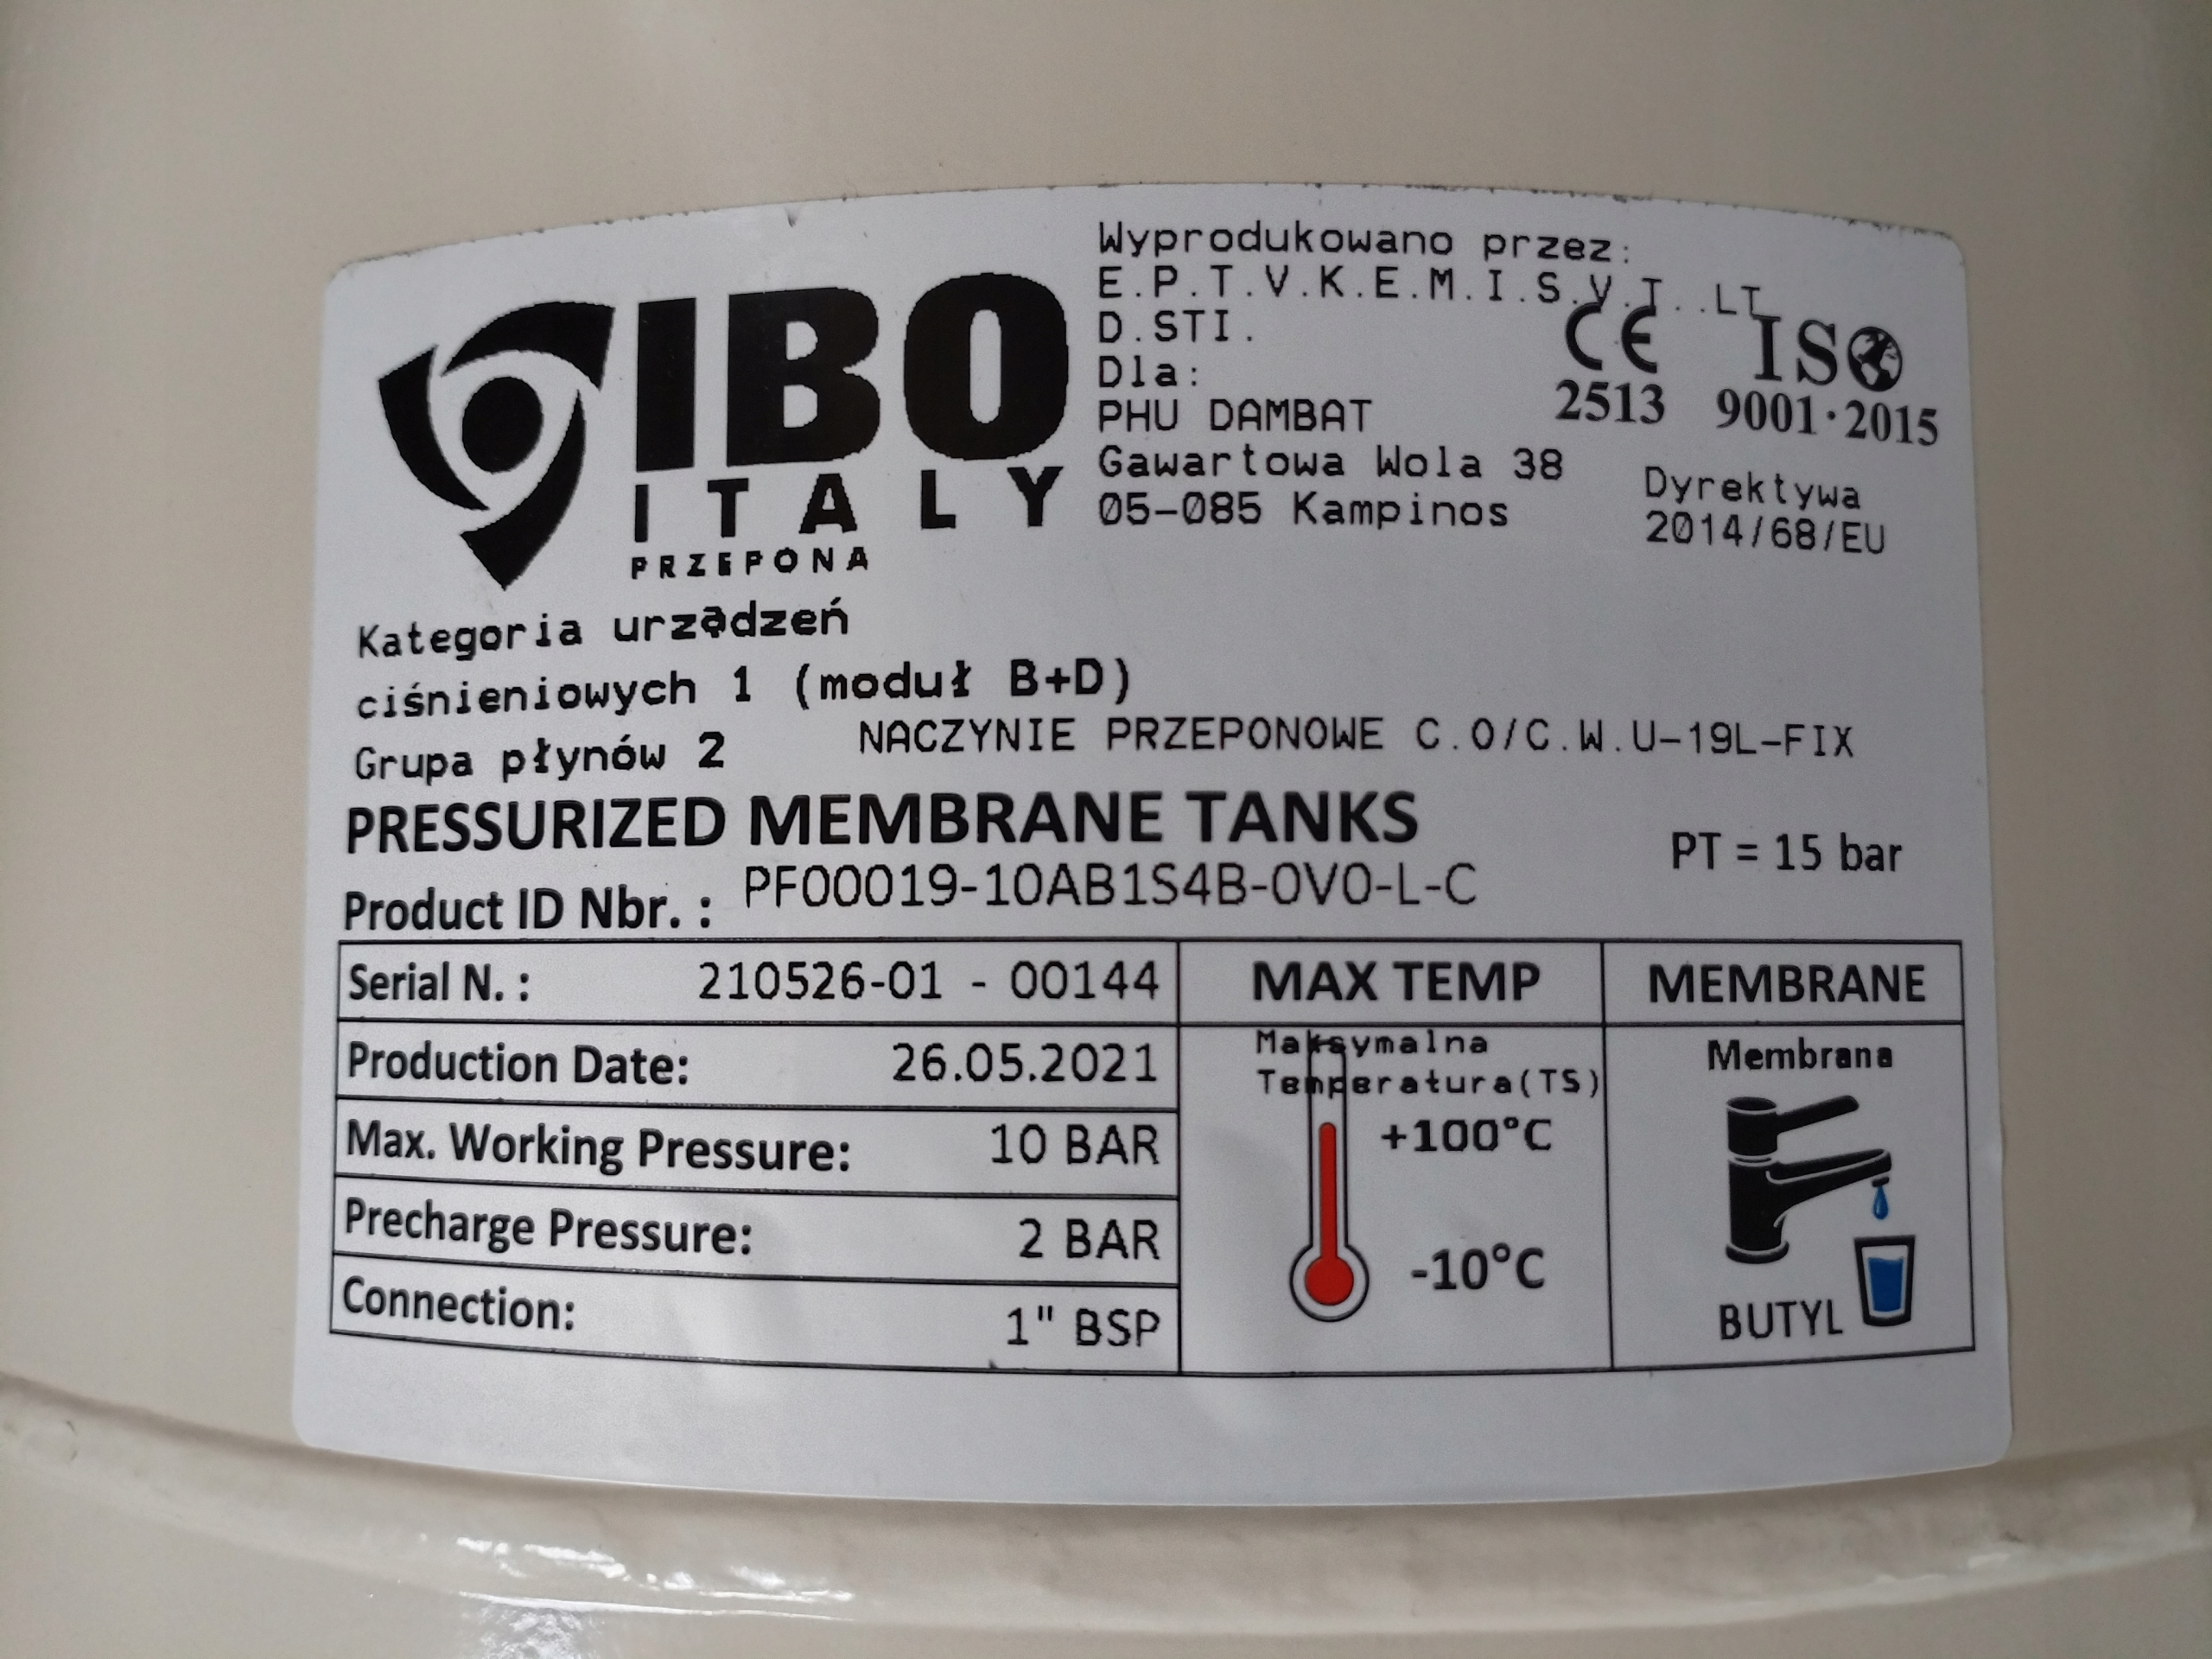 IBO
ITALY
PRZEPONA
Wyprodukowano przez:
E.P.T.V.K.E.M.I.S.V.T..LT
D.STI.
Dla:
PHU DAMBAT
Gawartowa Wola 38
05-085 Kampinos
CE
2513
ISO
9001·2015
Dyrektywa
2014/68/EU
Kategoria urządzeń
ciśnieniowych 1 (moduł B+D)
Grupa płynów 2
NACZYNIE PRZEPONOWE C.O/C.W.U-19L-FIX
PRESSURIZED MEMBRANE TANKS
PT = 15 bar
Product ID Nbr. : PF00019-10AB1S4B-0V0-L-C
Serial N. : 210526-01 - 00144
Production Date: 26.05.2021
Max. Working Pressure: 10 BAR
Precharge Pressure: 2 BAR
Connection: 1" BSP
MAX TEMP
Maksymalna
Temperatura(TS)
+100°C
-10°C
MEMBRANE
Membrana
BUTYL